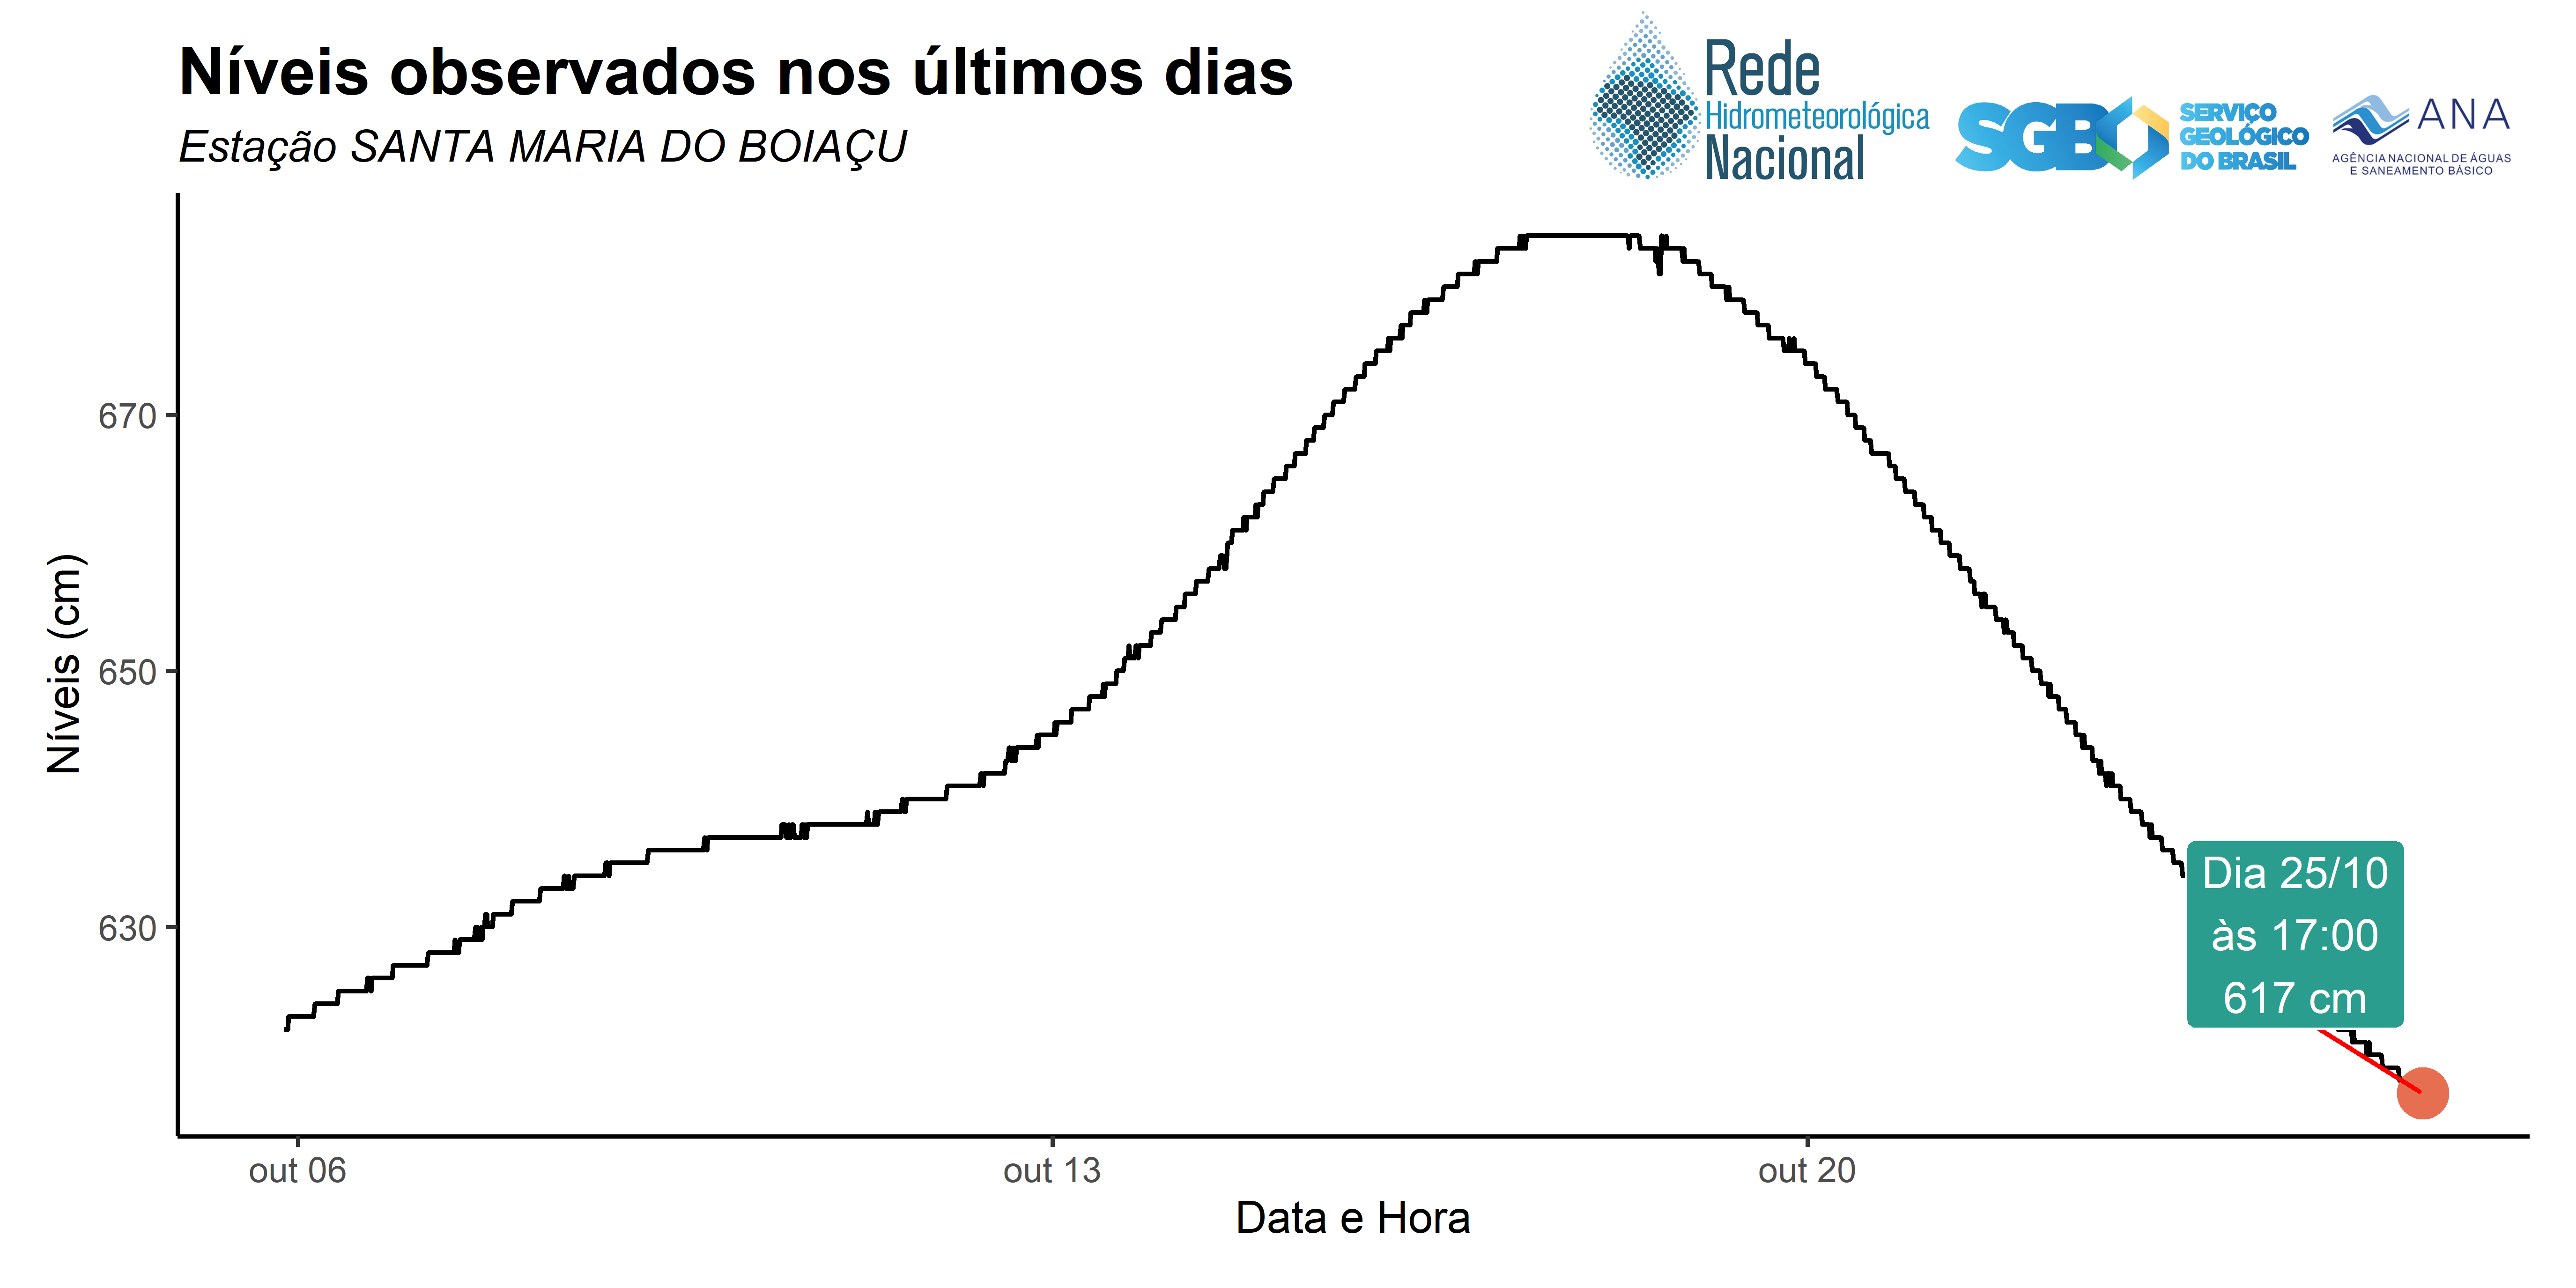 Níveis observados nos últimos dias
Estação SANTA MARIA DO BOIAÇU
Rede
Hidrometeorológica
Nacional
SGB
SERVIÇO
GEOLÓGICO
DO BRASIL
ANA
AGÊNCIA NACIONAL DE ÁGUAS
E SANEAMENTO BÁSICO
Níveis (cm)
670
650
630
Dia 25/10
às 17:00
617 cm
out 06
out 13
out 20
Data e Hora